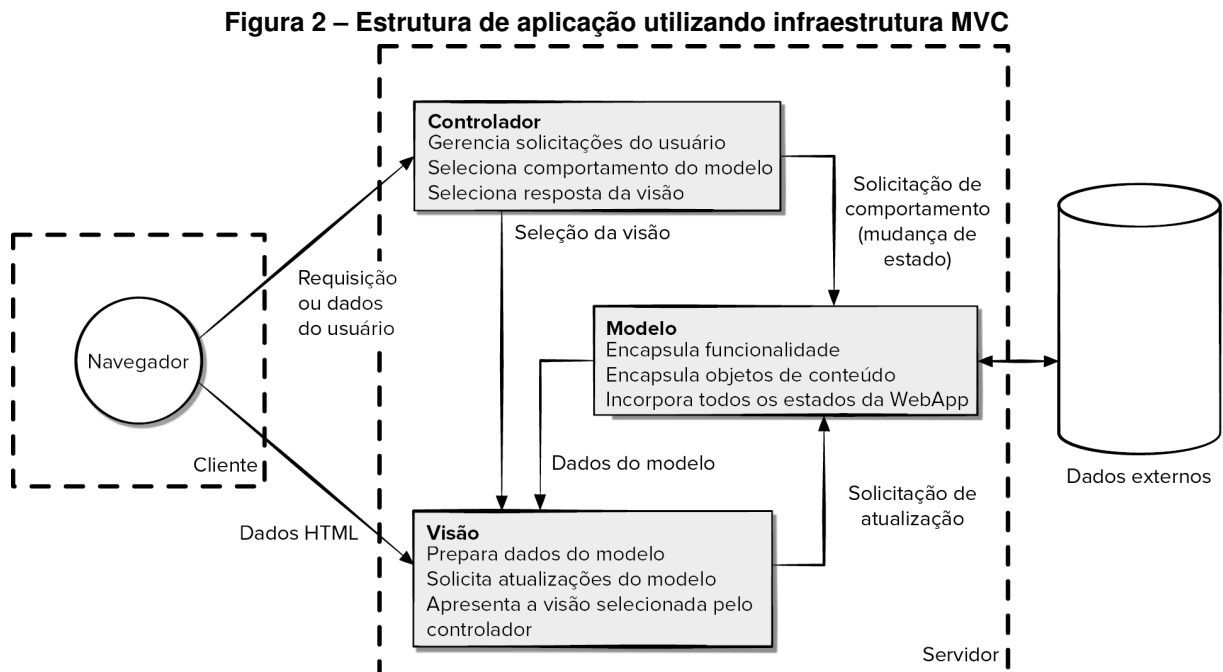 Figura 2 – Estrutura de aplicação utilizando infraestrutura MVC
Controlador
Gerencia solicitações do usuário
Seleciona comportamento do modelo
Seleciona resposta da visão
Seleção da visão
Solicitação de
comportamento
(mudança de
estado)
Requisição
ou dados
do usuário
Navegador
Cliente
Modelo
Encapsula funcionalidade
Encapsula objetos de conteúdo
Incorpora todos os estados da WebApp
Dados do modelo
Dados externos
Solicitação de
atualização
Dados HTML
Visão
Prepara dados do modelo
Solicita atualizações do modelo
Apresenta a visão selecionada pelo
controlador
Servidor